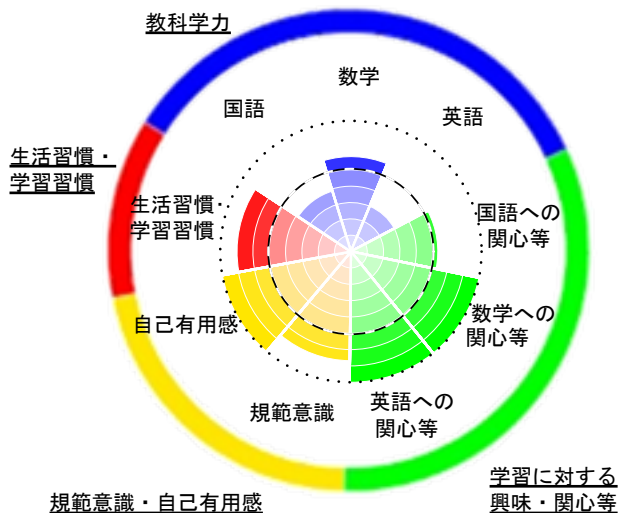 教科学力
数学
国語
英語
生活習慣・
学習習慣
生活習慣・
学習習慣
国語への
関心等
自己有用感
数学への
関心等
規範意識
英語への
関心等
学習に対する
興味・関心等
規範意識・自己有用感